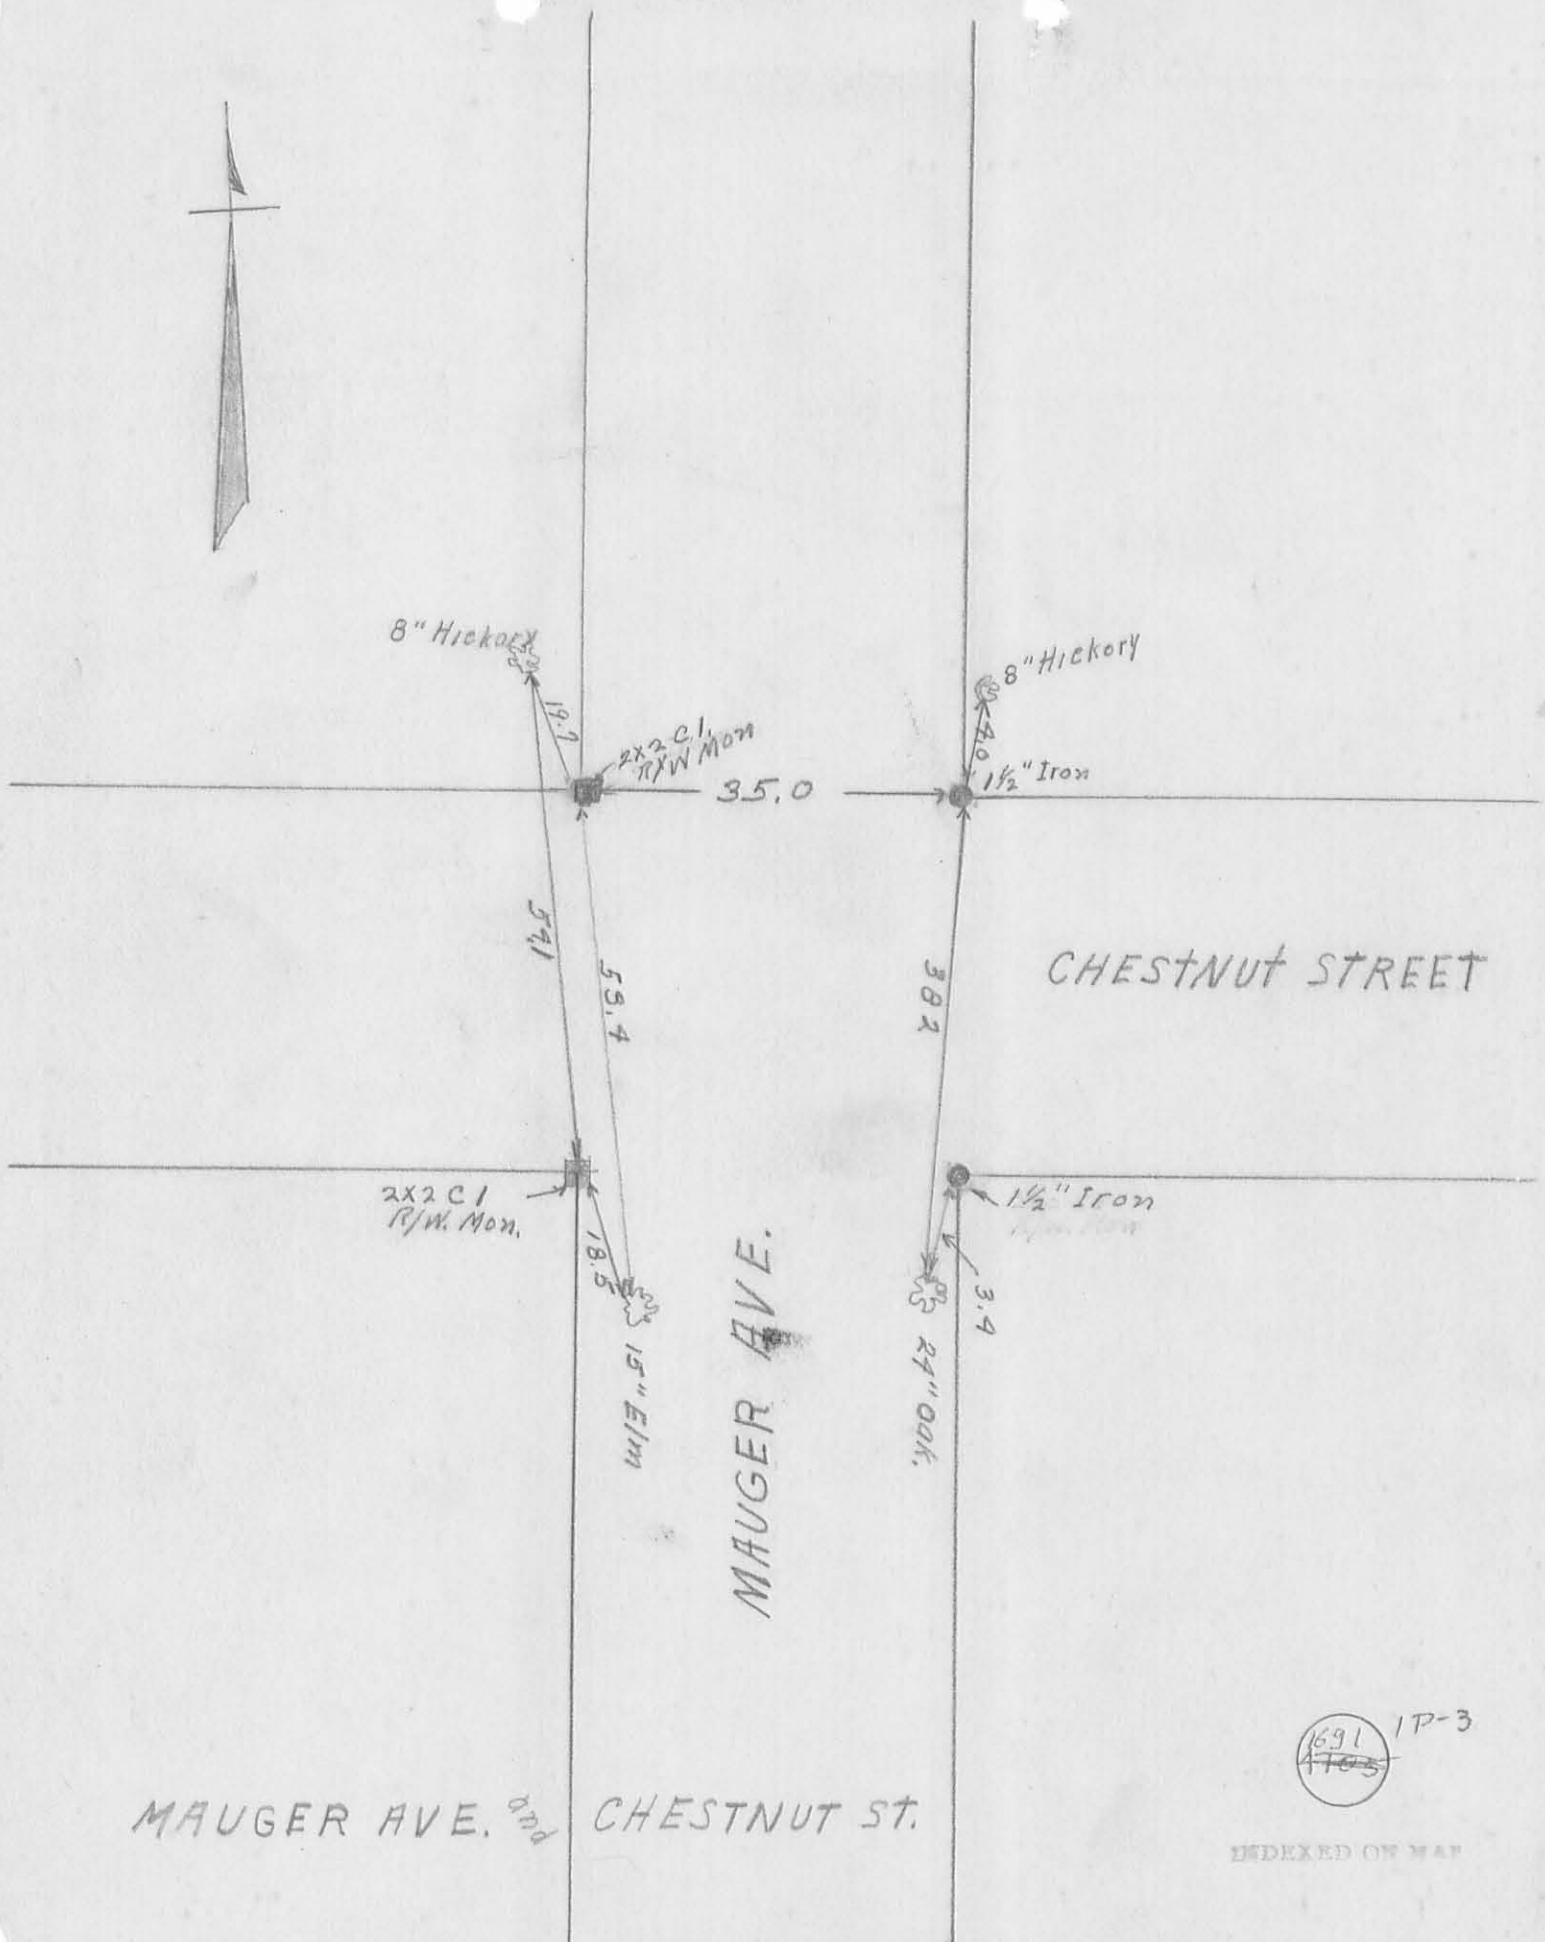 8" Hickory
8" Hickory
19.7
4.0
2x2 C.I.
R/W Mon
1½" Iron
35.0
54.1
53.4
382
CHESTNUT STREET
2x2 C I
R/W. Mon.
1½" Iron
18.5
3.4
15" Elm
24" Oak.
MAUGER AVE.
1691
1P-3
1705
MAUGER AVE. and CHESTNUT ST.
INDEXED ON MAP